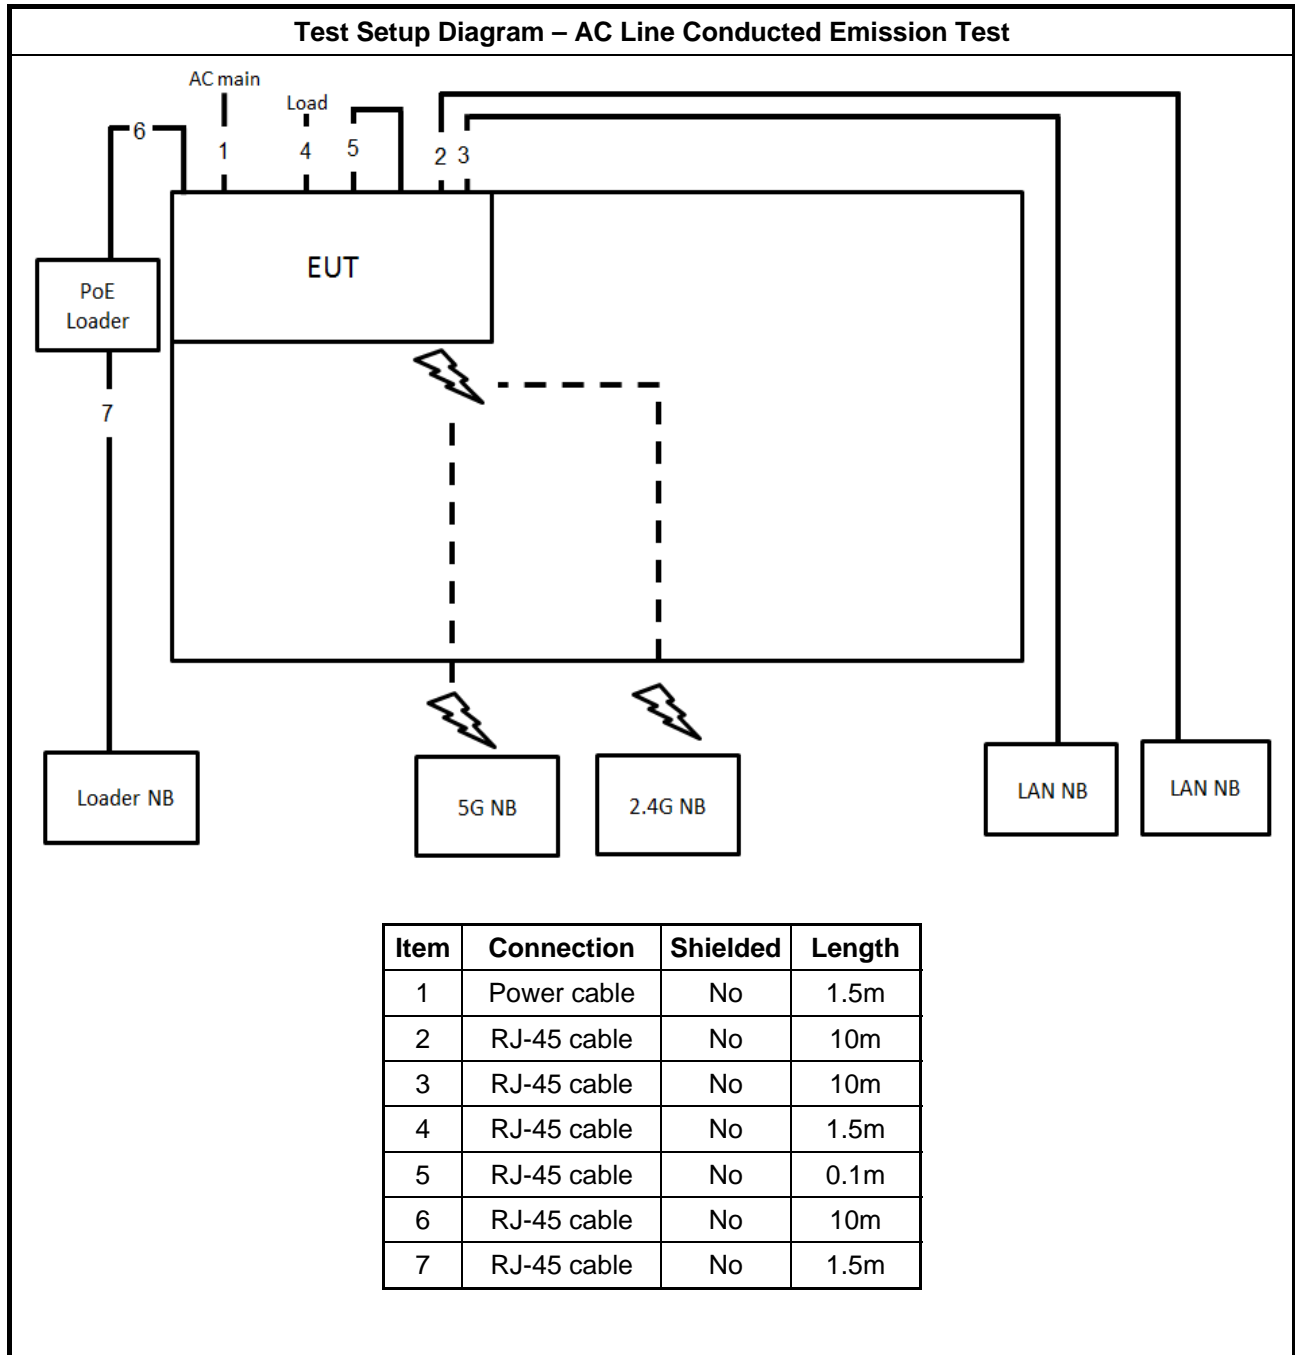 Test Setup Diagram – AC Line Conducted Emission Test
AC main
Load
6
1
4
5
2
3
EUT
PoE
Loader
7
Loader NB
5G NB
2.4G NB
LAN NB
LAN NB
Item Connection Shielded Length
1 Power cable No 1.5m
2 RJ-45 cable No 10m
3 RJ-45 cable No 10m
4 RJ-45 cable No 1.5m
5 RJ-45 cable No 0.1m
6 RJ-45 cable No 10m
7 RJ-45 cable No 1.5m